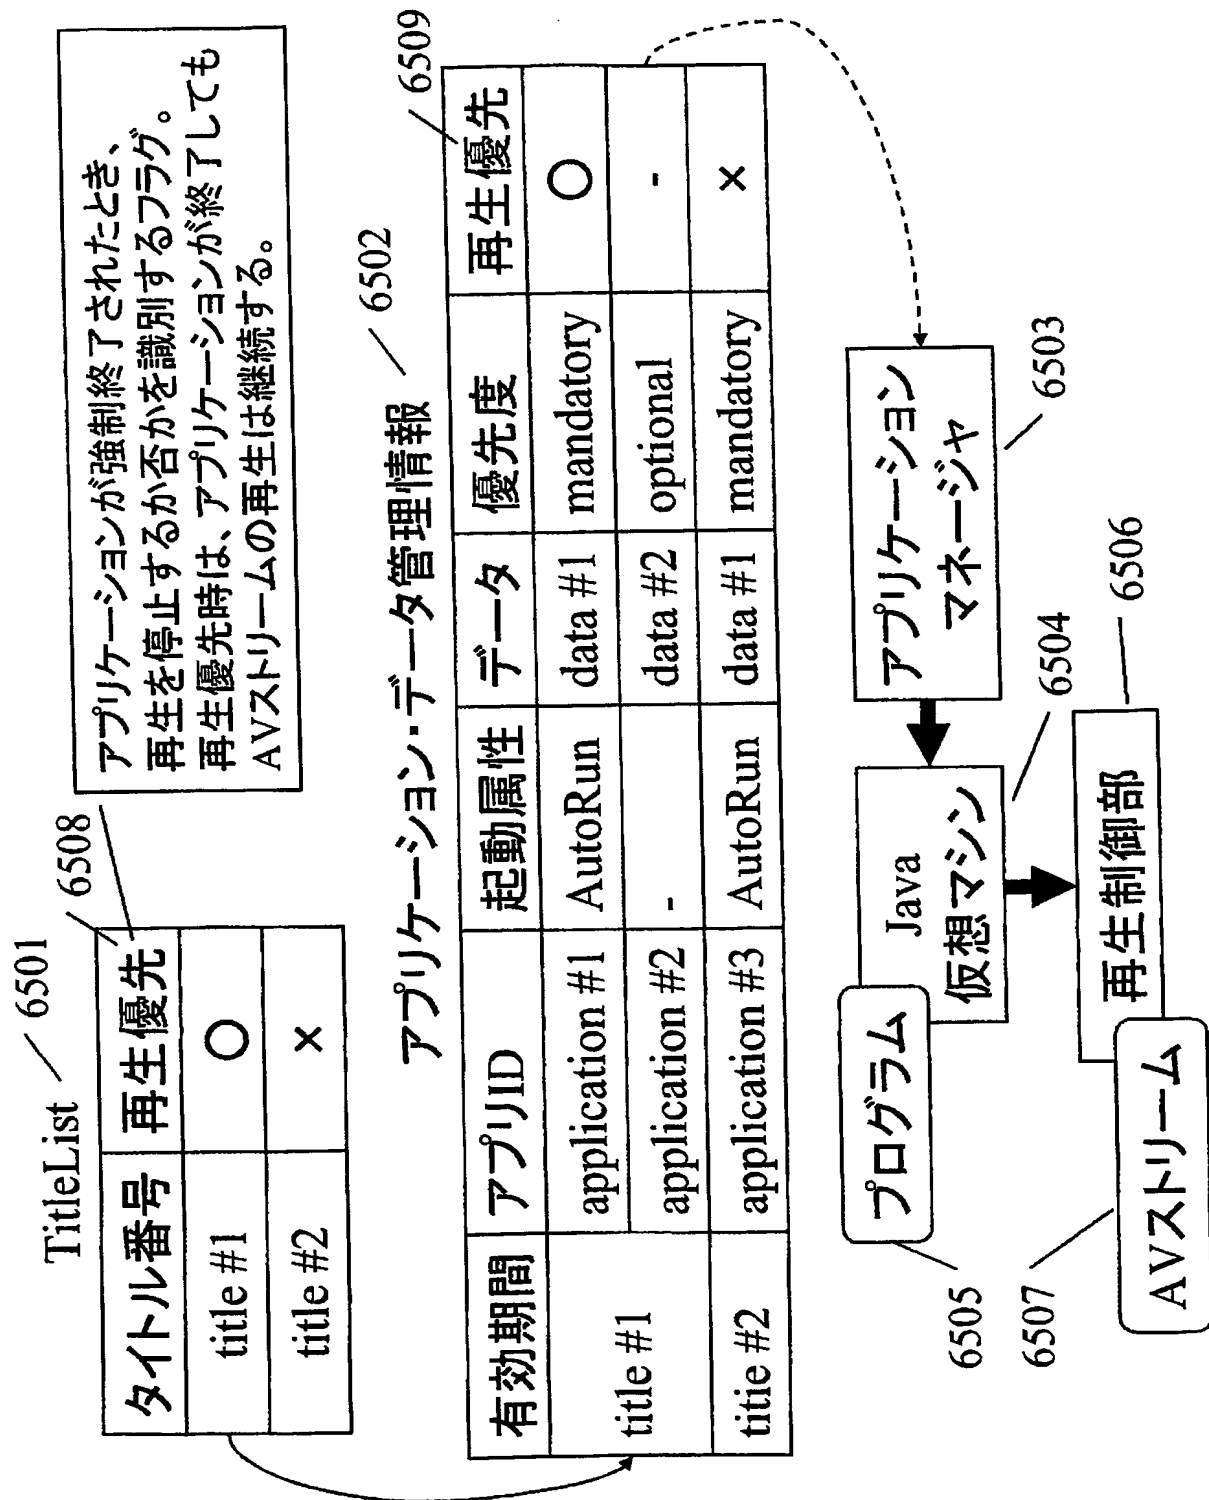 TitleList 6501
タイトル番号 再生優先 6508
title #1 ○
title #2 ×
アプリケーションが強制終了されたとき、
再生を停止するか否かを識別するフラグ。
再生優先時は、アプリケーションが終了しても
AVストリームの再生は継続する。
アプリケーション・データ管理情報 6502
有効期間 アプリID 起動属性 データ 優先度 再生優先 6509
title #1 application #1 AutoRun data #1 mandatory ○
application #2 - data #2 optional -
titie #2 application #3 AutoRun data #1 mandatory ×
アプリケーション
マネージャ
6503
Java
仮想マシン
6504
プログラム
6505
再生制御部
6506
AVストリーム
6507